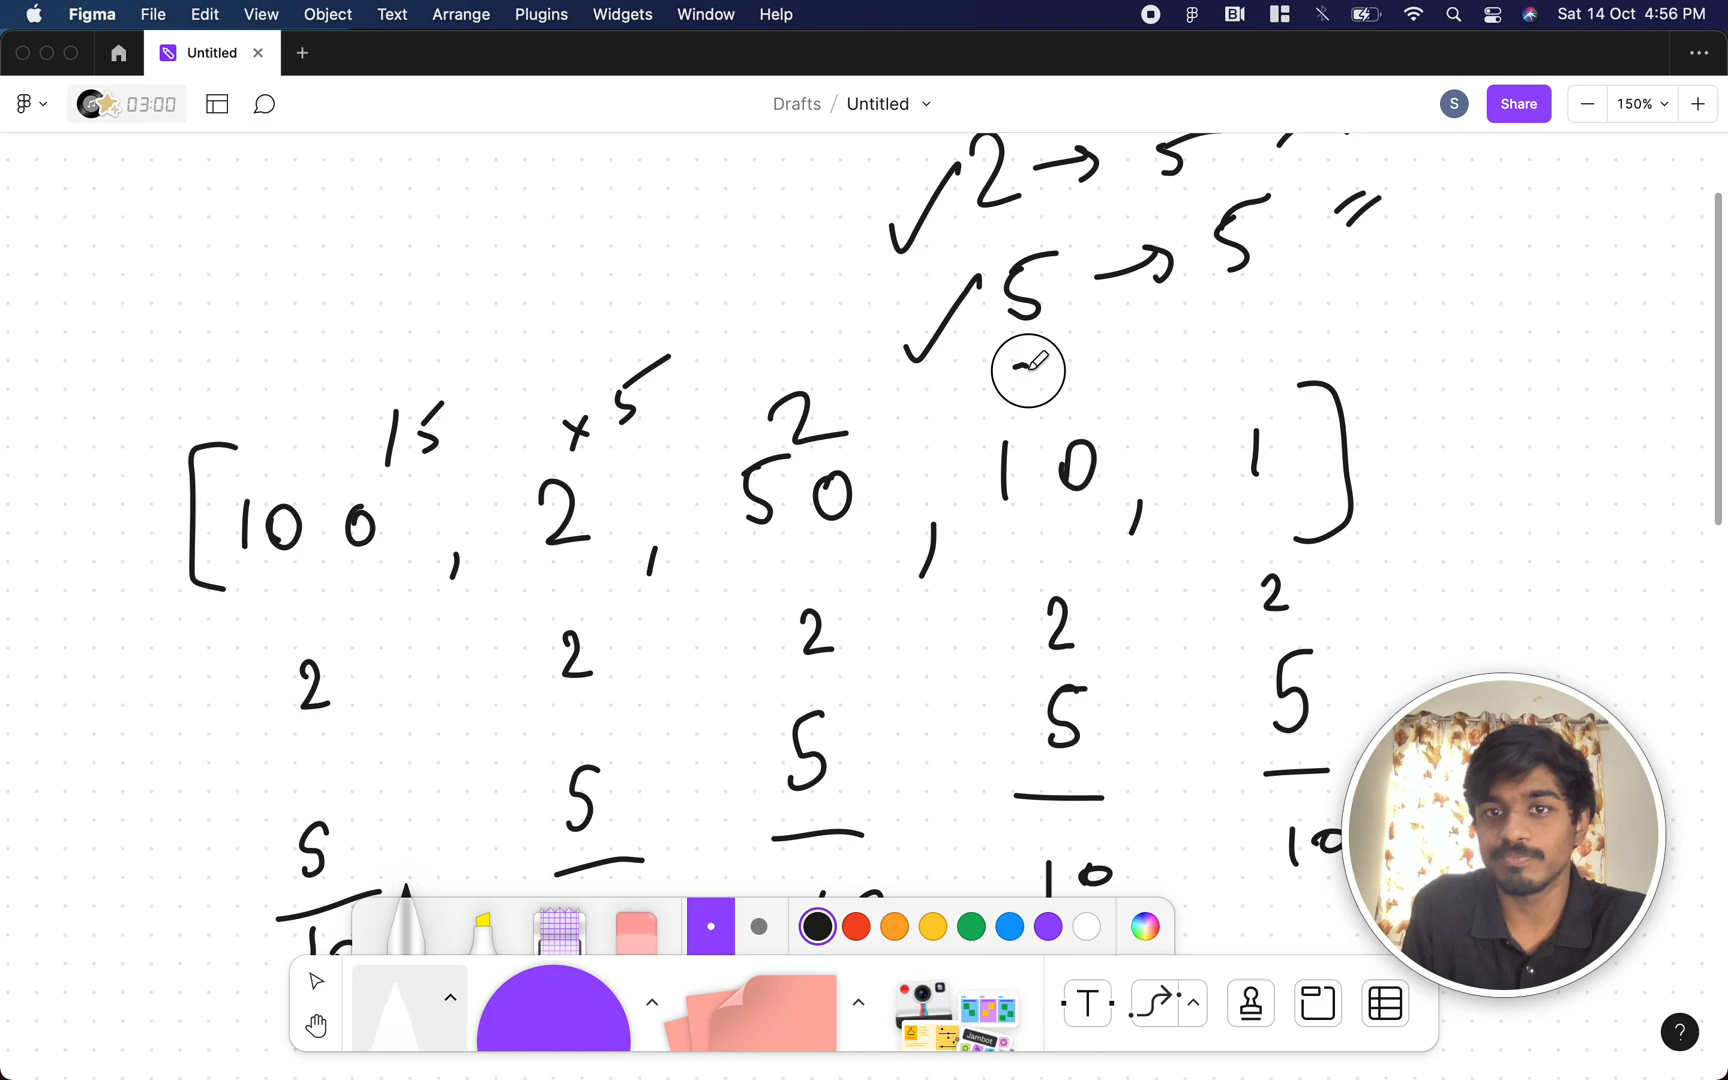 Figma File Edit View Object Text Arrange Plugins Widgets Window Help Sat 14 Oct 4:56 PM
Untitled
03:00 Drafts / Untitled S Share 150%
2 → 5
5 → 5
15 × 5 2
[100, 2, 50, 10, 1]
2 2 2 2 2
5 5 5 5 5
10 10 10
T
Jambot
?